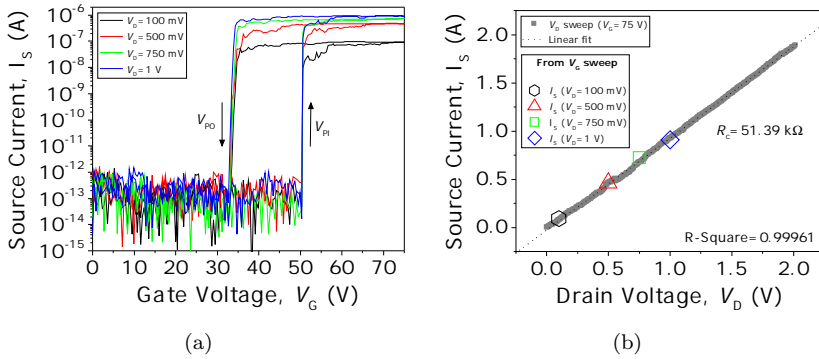 V_D = 100 mV
V_D = 500 mV
V_D = 750 mV
V_D = 1 V
V_PO
V_PI
10^-6
10^-7
10^-8
10^-9
10^-10
10^-11
10^-12
10^-13
10^-14
10^-15
Source Current, I_S (A)
0 10 20 30 40 50 60 70
Gate Voltage, V_G (V)
(a)
V_D sweep (V_G = 75 V)
Linear fit
From V_G sweep
I_S (V_D = 100 mV)
I_S (V_D = 500 mV)
I_S (V_D = 750 mV)
I_S (V_D = 1 V)
R_C = 51.39 kΩ
R-Square = 0.99961
2.0
1.5
1.0
0.5
0.0
Source Current, I_S (A)
0.0 0.5 1.0 1.5 2.0
Drain Voltage, V_D (V)
(b)